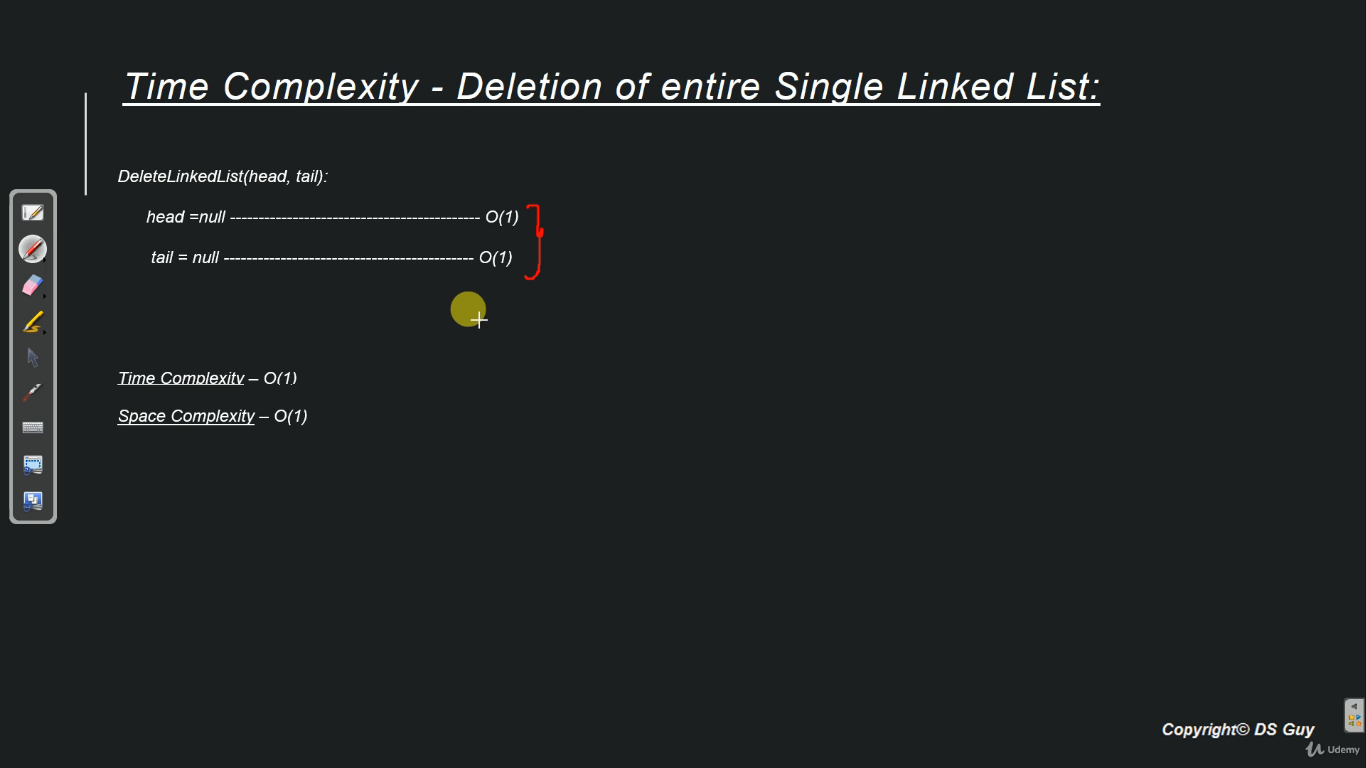 Time Complexity - Deletion of entire Single Linked List:
DeleteLinkedList(head, tail):
head =null -------------------------------------------- O(1)
tail = null -------------------------------------------- O(1)
Time Complexity – O(1)
Space Complexity – O(1)
Copyright© DS Guy
Udemy